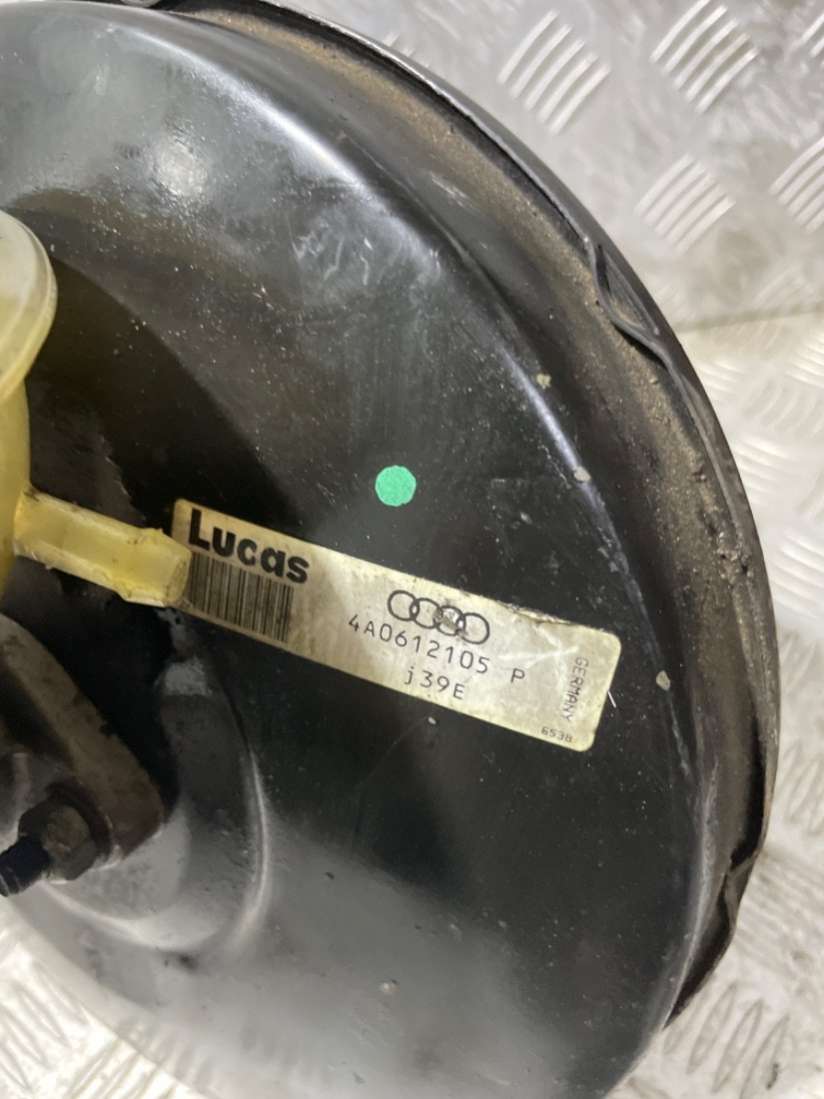 Lucas
4A0612105 P
j39E
GERMANY
6538